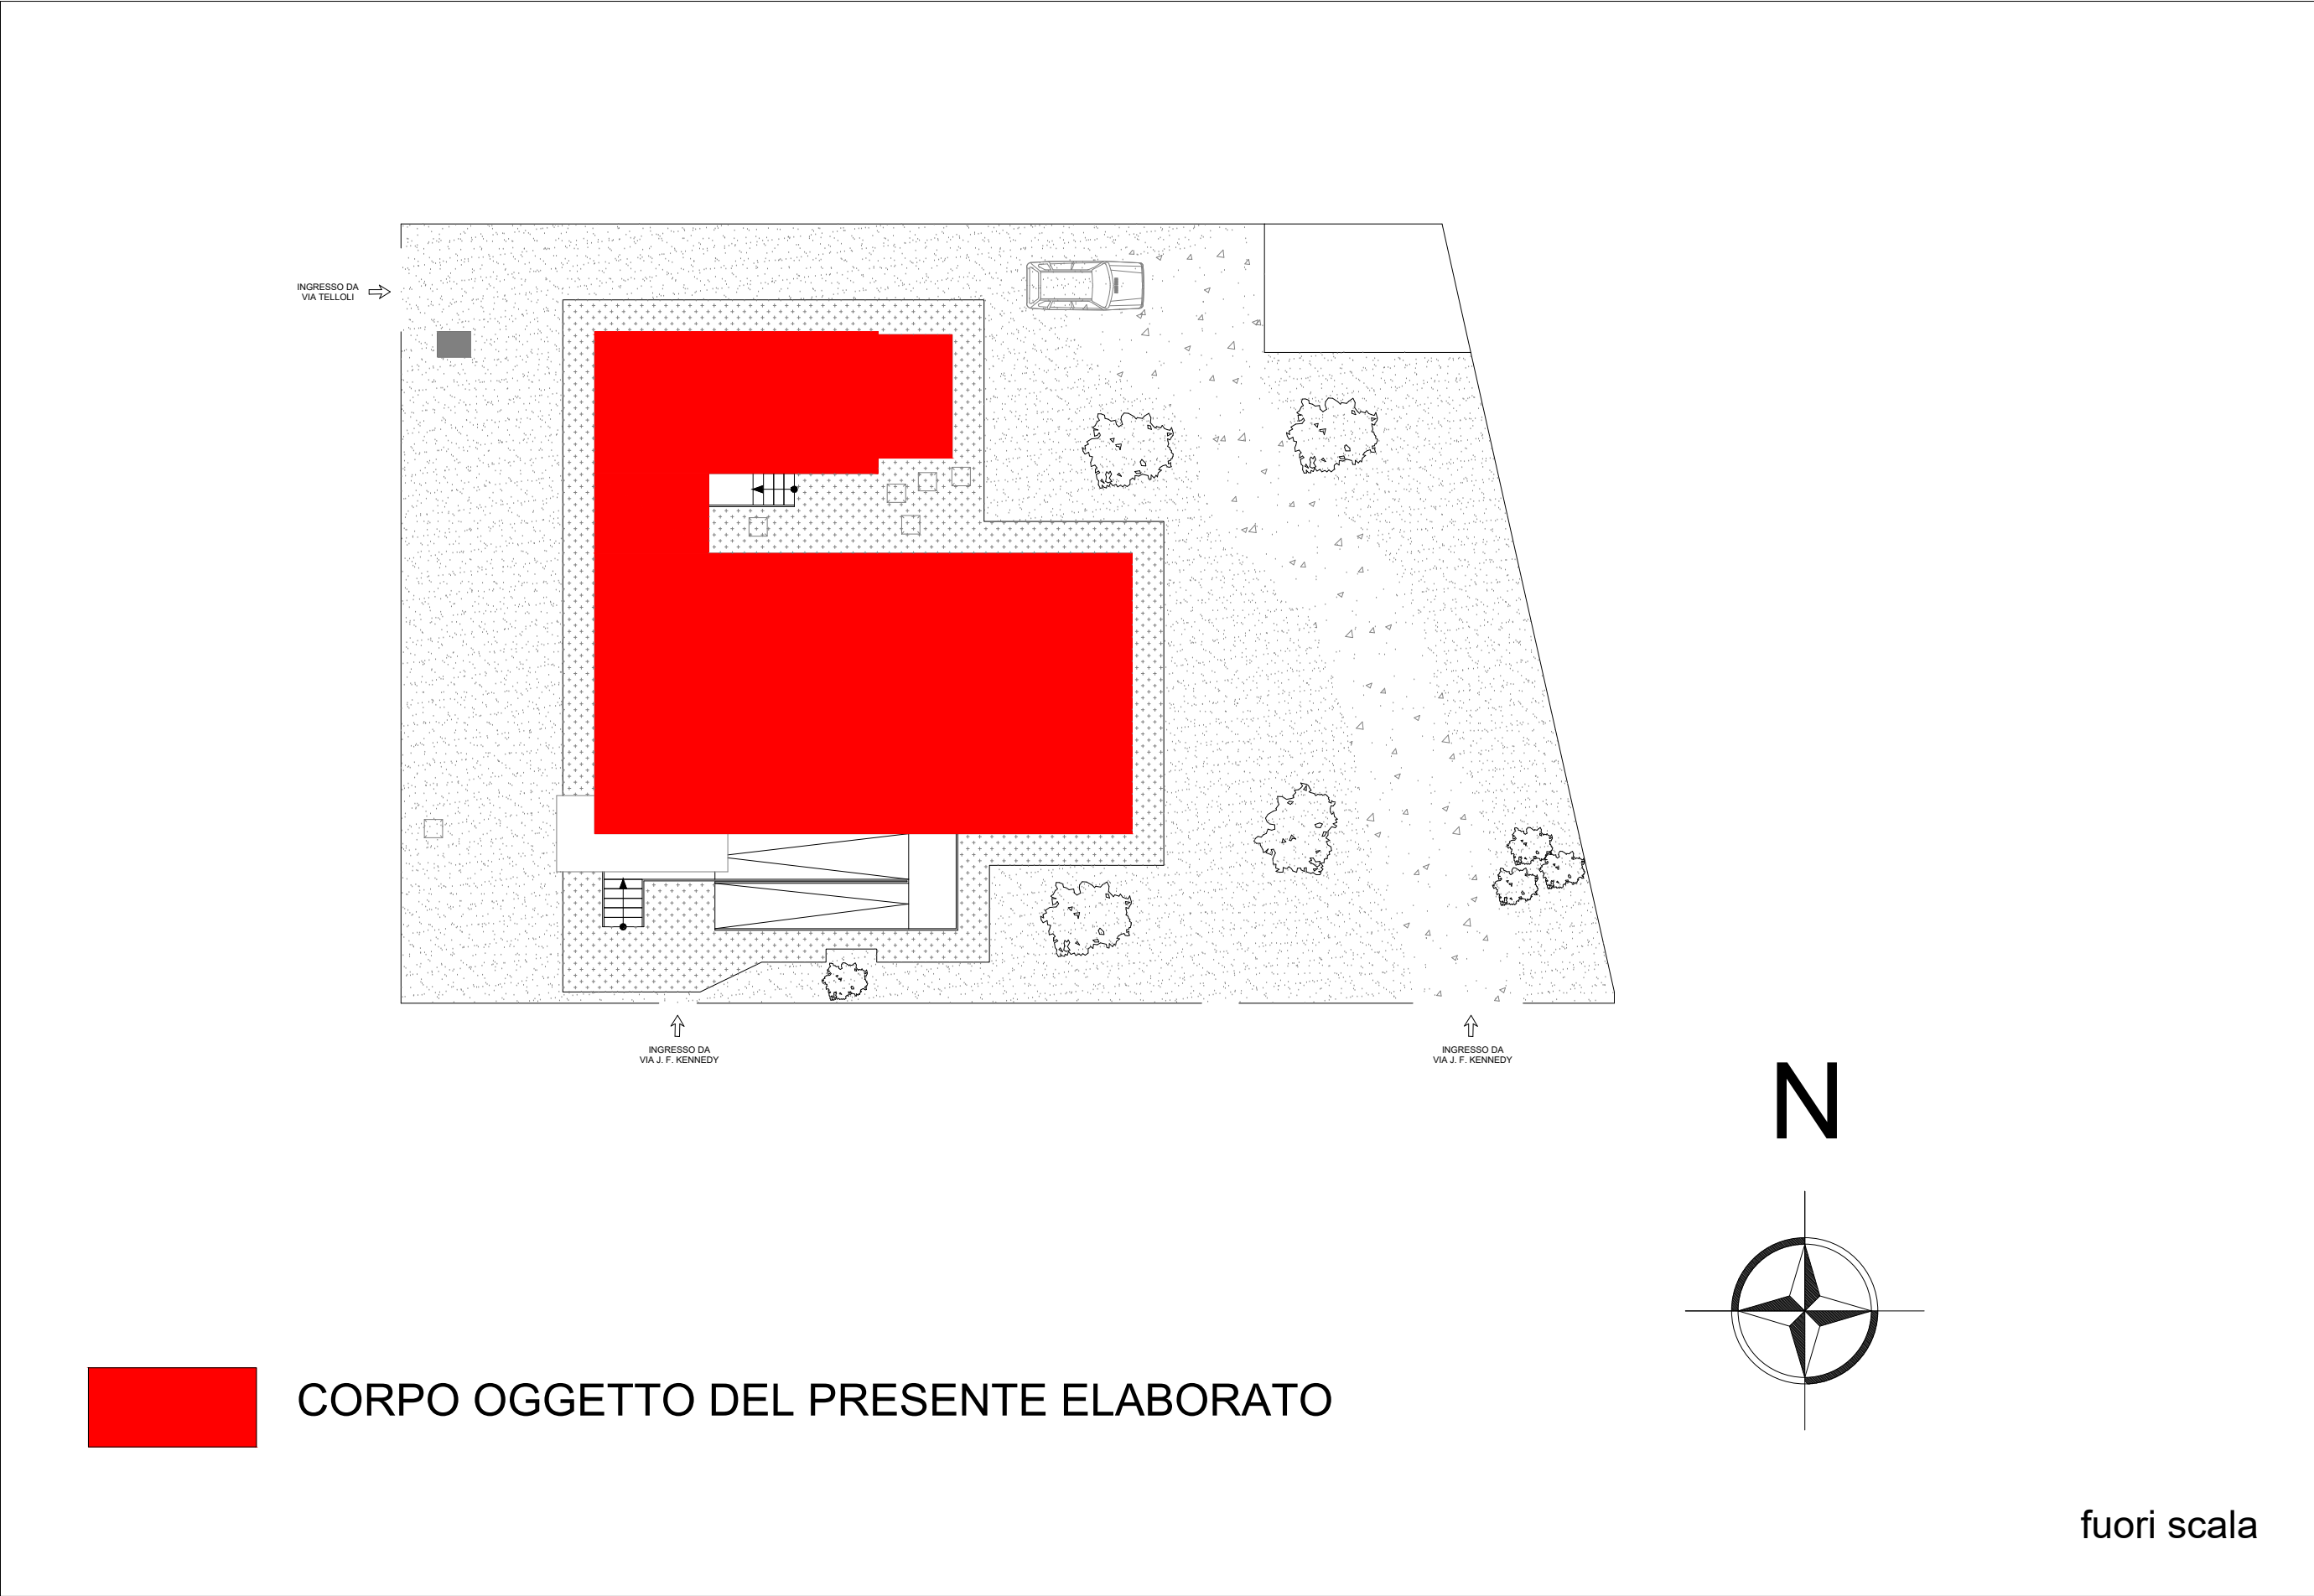 INGRESSO DA
VIA TELLOLI
INGRESSO DA
VIA J. F. KENNEDY
INGRESSO DA
VIA J. F. KENNEDY
N
CORPO OGGETTO DEL PRESENTE ELABORATO
fuori scala